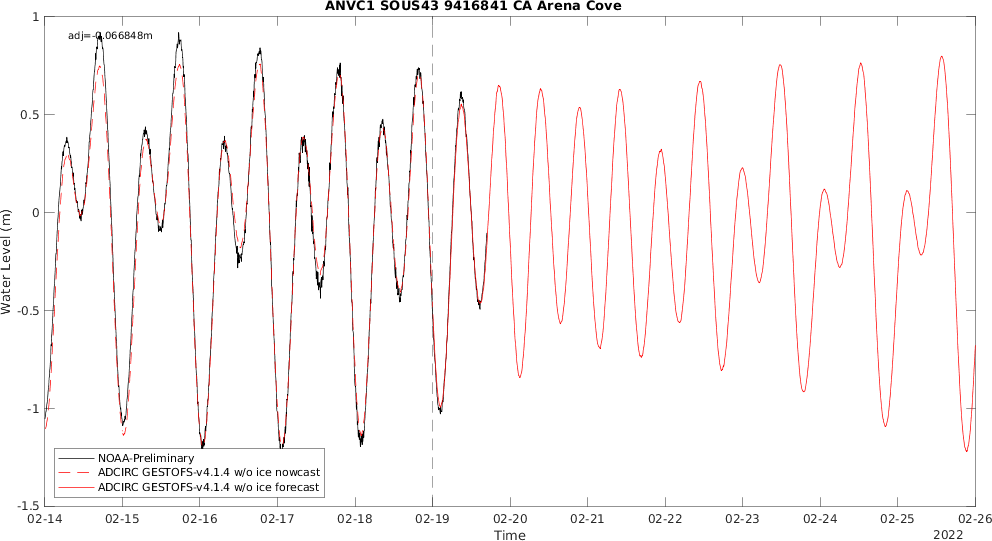 ANVC1 SOUS43 9416841 CA Arena Cove
adj=-0.066848m
1
0.5
0
-0.5
-1
-1.5
Water Level (m)
NOAA-Preliminary
ADCIRC GESTOFS-v4.1.4 w/o ice nowcast
ADCIRC GESTOFS-v4.1.4 w/o ice forecast
02-14 02-15 02-16 02-17 02-18 02-19 02-20 02-21 02-22 02-23 02-24 02-25 02-26
Time
2022